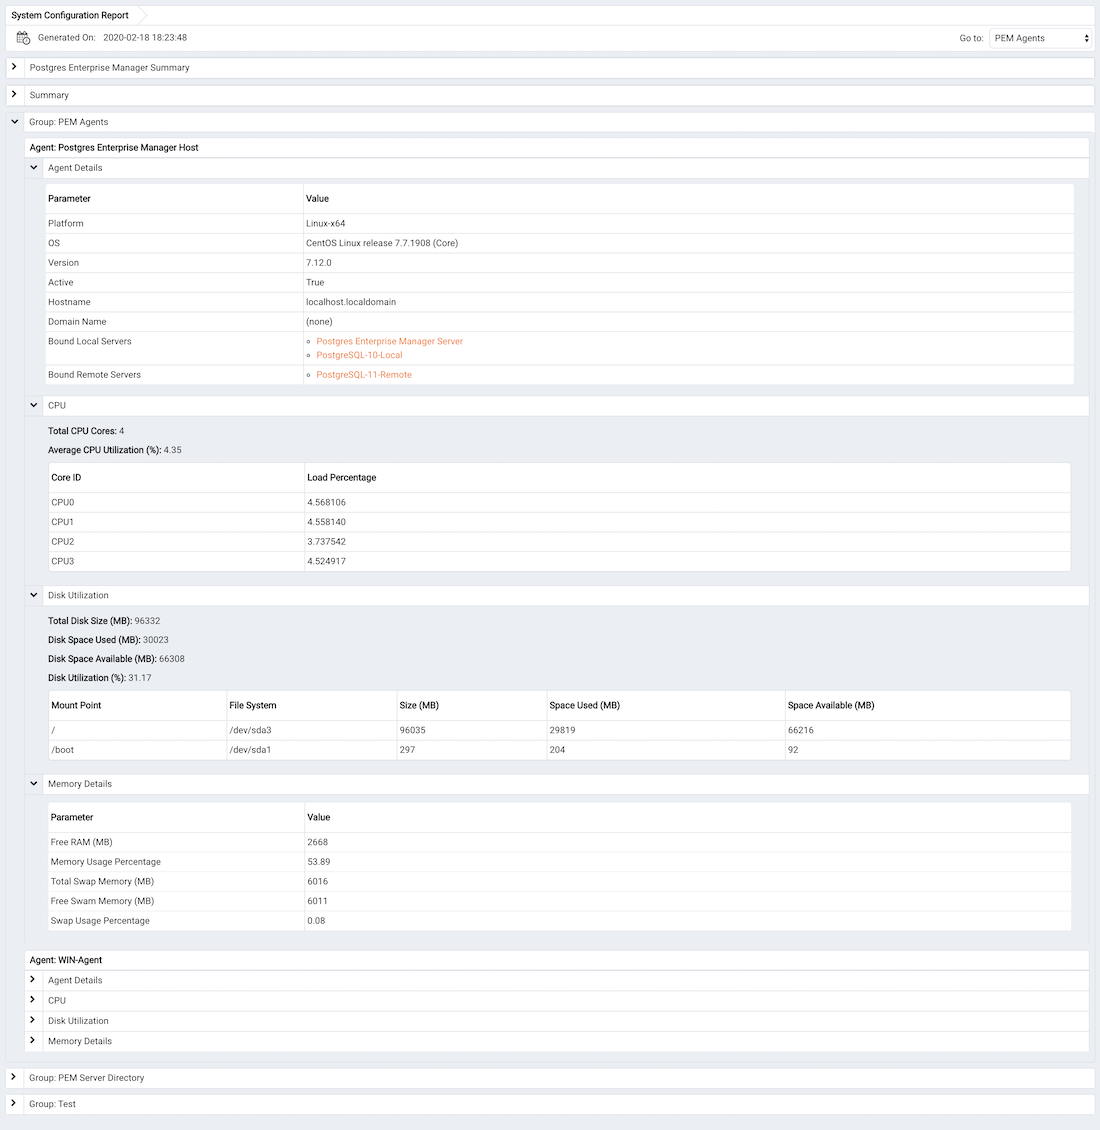 System Configuration Report
Generated On: 2020-02-18 18:23:48
Go to: PEM Agents
Postgres Enterprise Manager Summary
Summary
Group: PEM Agents
Agent: Postgres Enterprise Manager Host
Agent Details
Parameter Value
Platform Linux-x64
OS CentOS Linux release 7.7.1908 (Core)
Version 7.12.0
Active True
Hostname localhost.localdomain
Domain Name (none)
Bound Local Servers Postgres Enterprise Manager Server
PostgreSQL-10-Local
Bound Remote Servers PostgreSQL-11-Remote
CPU
Total CPU Cores: 4
Average CPU Utilization (%): 4.35
Core ID Load Percentage
CPU0 4.568106
CPU1 4.558140
CPU2 3.737542
CPU3 4.524917
Disk Utilization
Total Disk Size (MB): 96332
Disk Space Used (MB): 30023
Disk Space Available (MB): 66308
Disk Utilization (%): 31.17
Mount Point File System Size (MB) Space Used (MB) Space Available (MB)
/ /dev/sda3 96035 29819 66216
/boot /dev/sda1 297 204 92
Memory Details
Parameter Value
Free RAM (MB) 2668
Memory Usage Percentage 53.89
Total Swap Memory (MB) 6016
Free Swam Memory (MB) 6011
Swap Usage Percentage 0.08
Agent: WIN-Agent
Agent Details
CPU
Disk Utilization
Memory Details
Group: PEM Server Directory
Group: Test